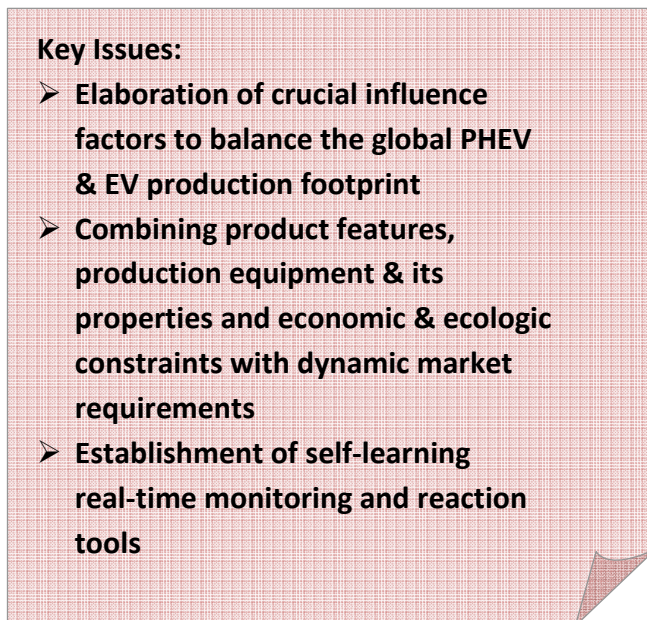 Key Issues:
➢ Elaboration of crucial influence
factors to balance the global PHEV
& EV production footprint
➢ Combining product features,
production equipment & its
properties and economic & ecologic
constraints with dynamic market
requirements
➢ Establishment of self-learning
real-time monitoring and reaction
tools